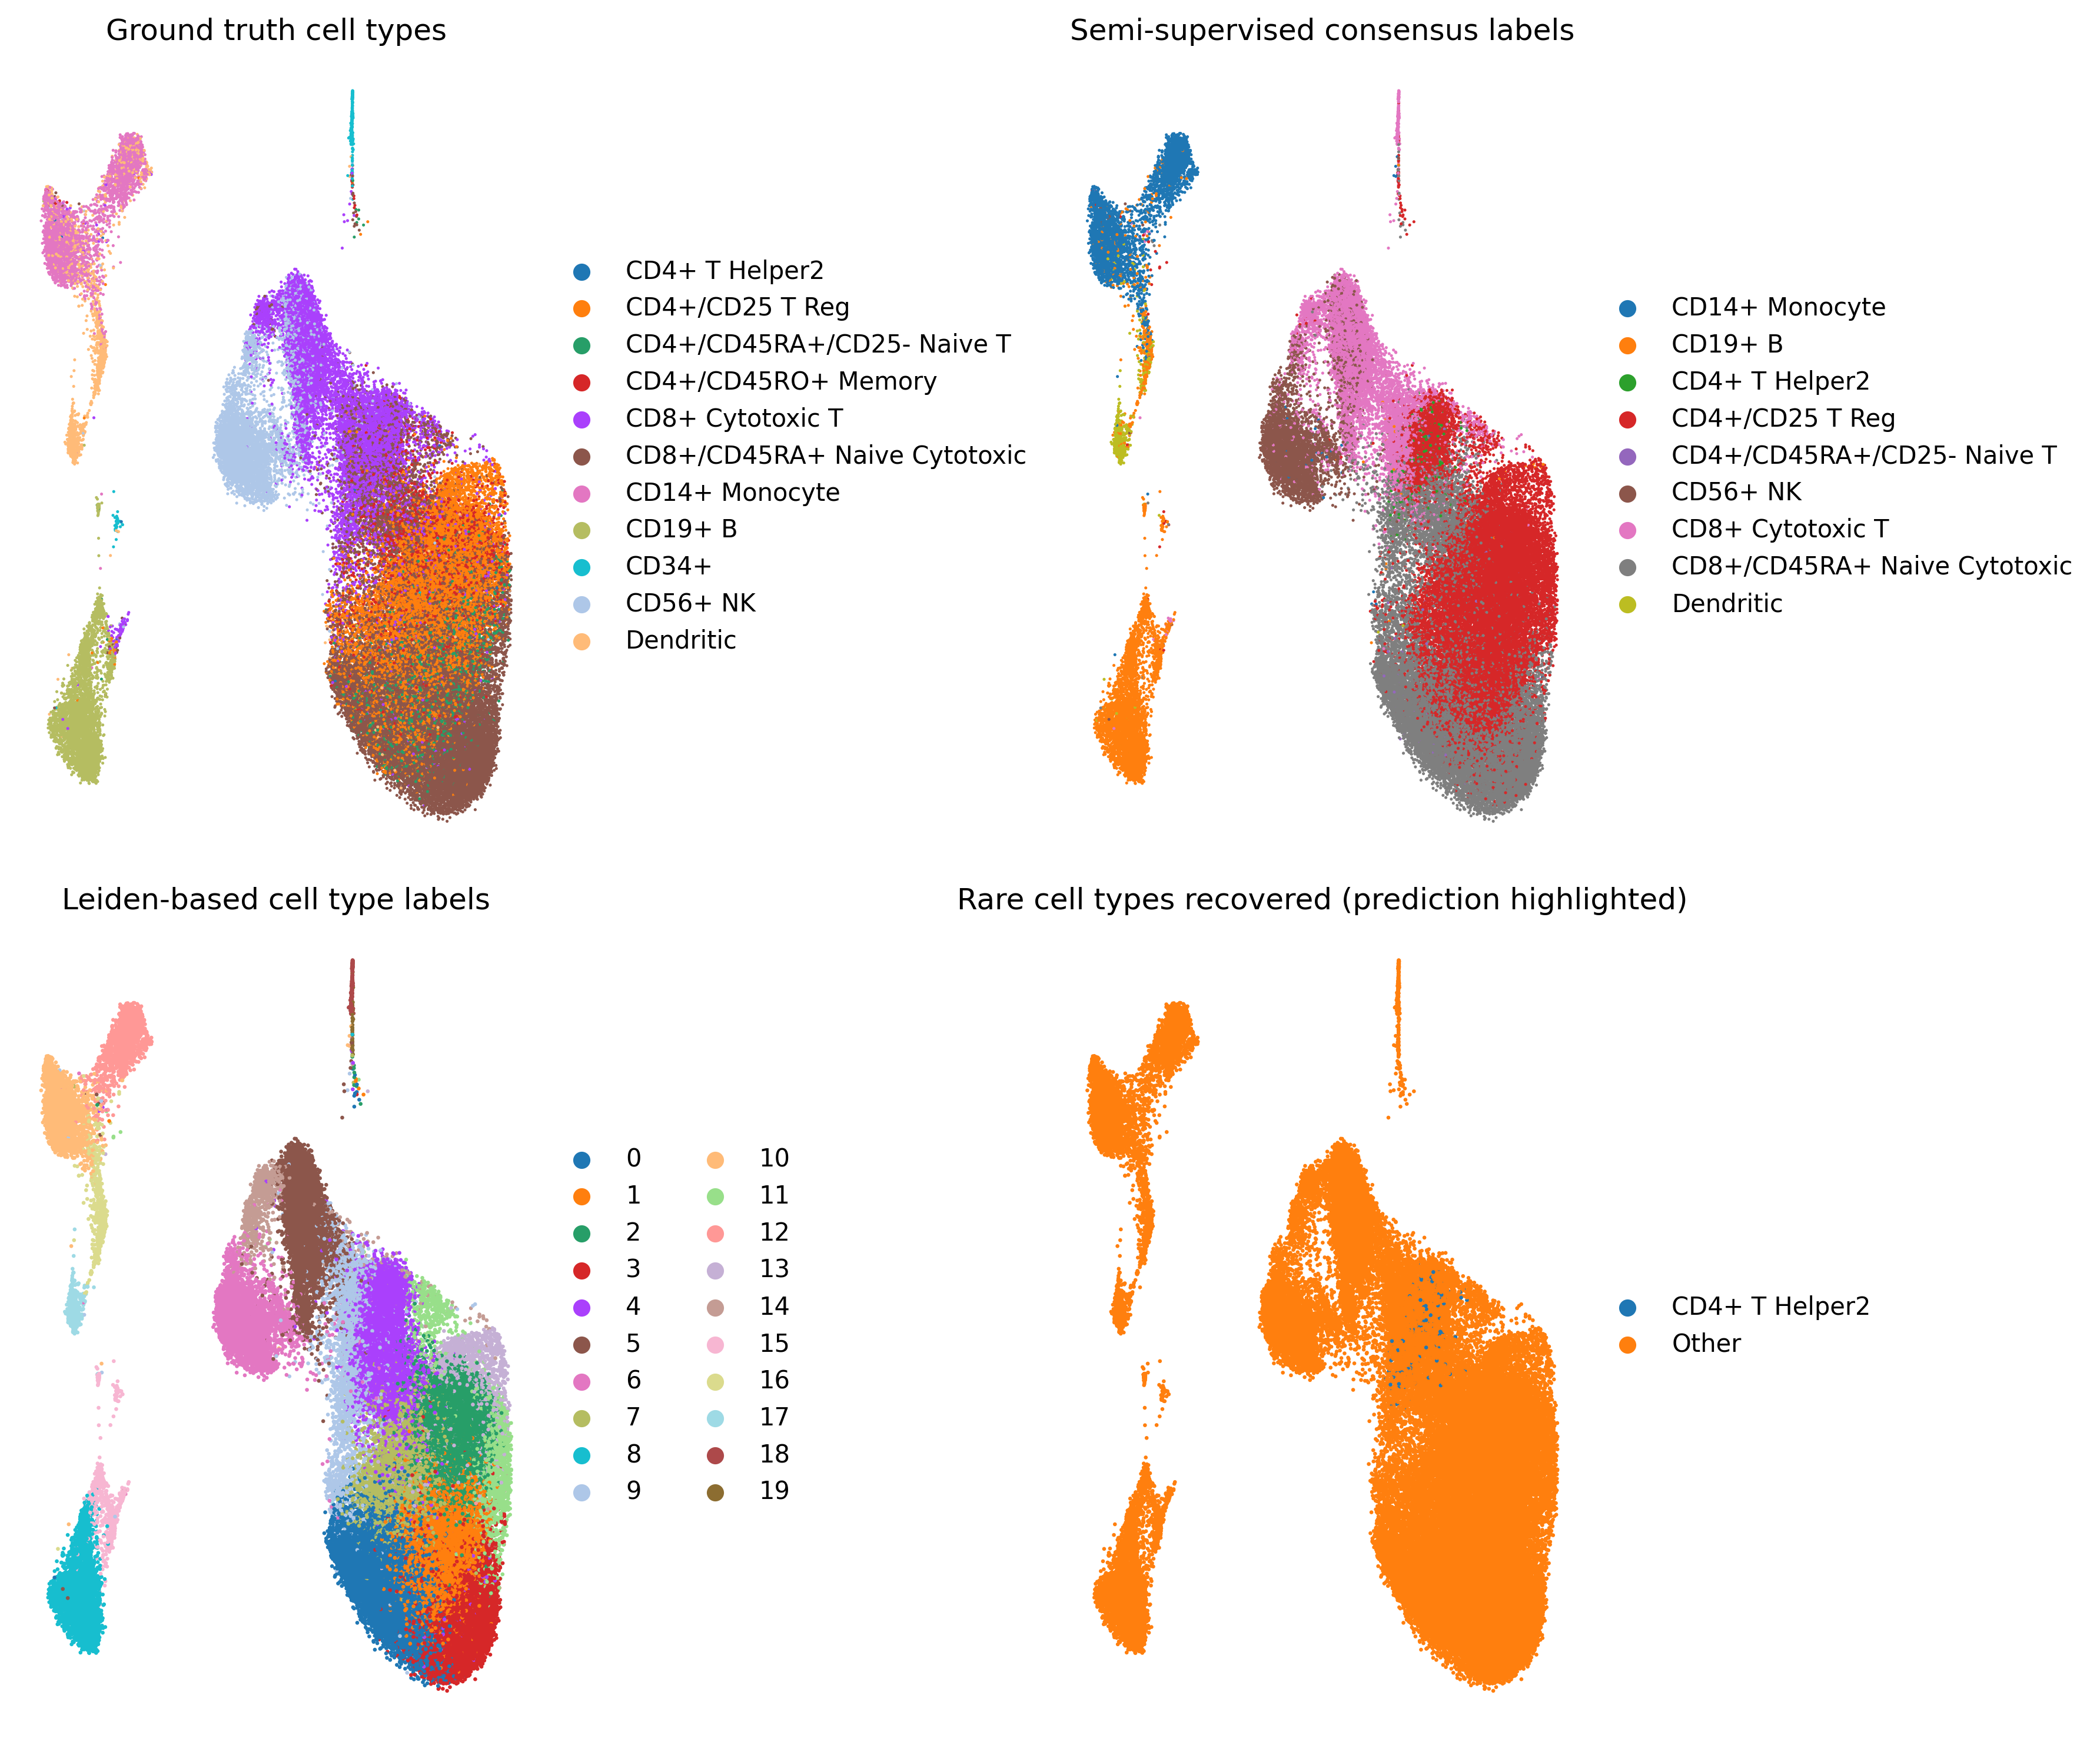 Ground truth cell types
CD4+ T Helper2
CD4+/CD25 T Reg
CD4+/CD45RA+/CD25- Naive T
CD4+/CD45RO+ Memory
CD8+ Cytotoxic T
CD8+/CD45RA+ Naive Cytotoxic
CD14+ Monocyte
CD19+ B
CD34+
CD56+ NK
Dendritic
Semi-supervised consensus labels
CD14+ Monocyte
CD19+ B
CD4+ T Helper2
CD4+/CD25 T Reg
CD4+/CD45RA+/CD25- Naive T
CD56+ NK
CD8+ Cytotoxic T
CD8+/CD45RA+ Naive Cytotoxic
Dendritic
Leiden-based cell type labels
0 10
1 11
2 12
3 13
4 14
5 15
6 16
7 17
8 18
9 19
Rare cell types recovered (prediction highlighted)
CD4+ T Helper2
Other